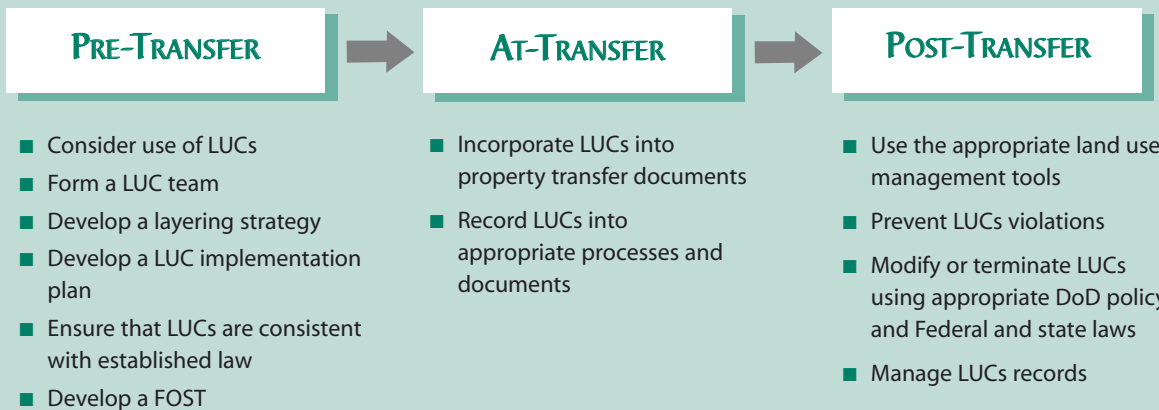 PRE-TRANSFER
■ Consider use of LUCs
■ Form a LUC team
■ Develop a layering strategy
■ Develop a LUC implementation
plan
■ Ensure that LUCs are consistent
with established law
■ Develop a FOST
AT-TRANSFER
■ Incorporate LUCs into
property transfer documents
■ Record LUCs into
appropriate processes and
documents
POST-TRANSFER
■ Use the appropriate land use
management tools
■ Prevent LUCs violations
■ Modify or terminate LUCs
using appropriate DoD policy
and Federal and state laws
■ Manage LUCs records